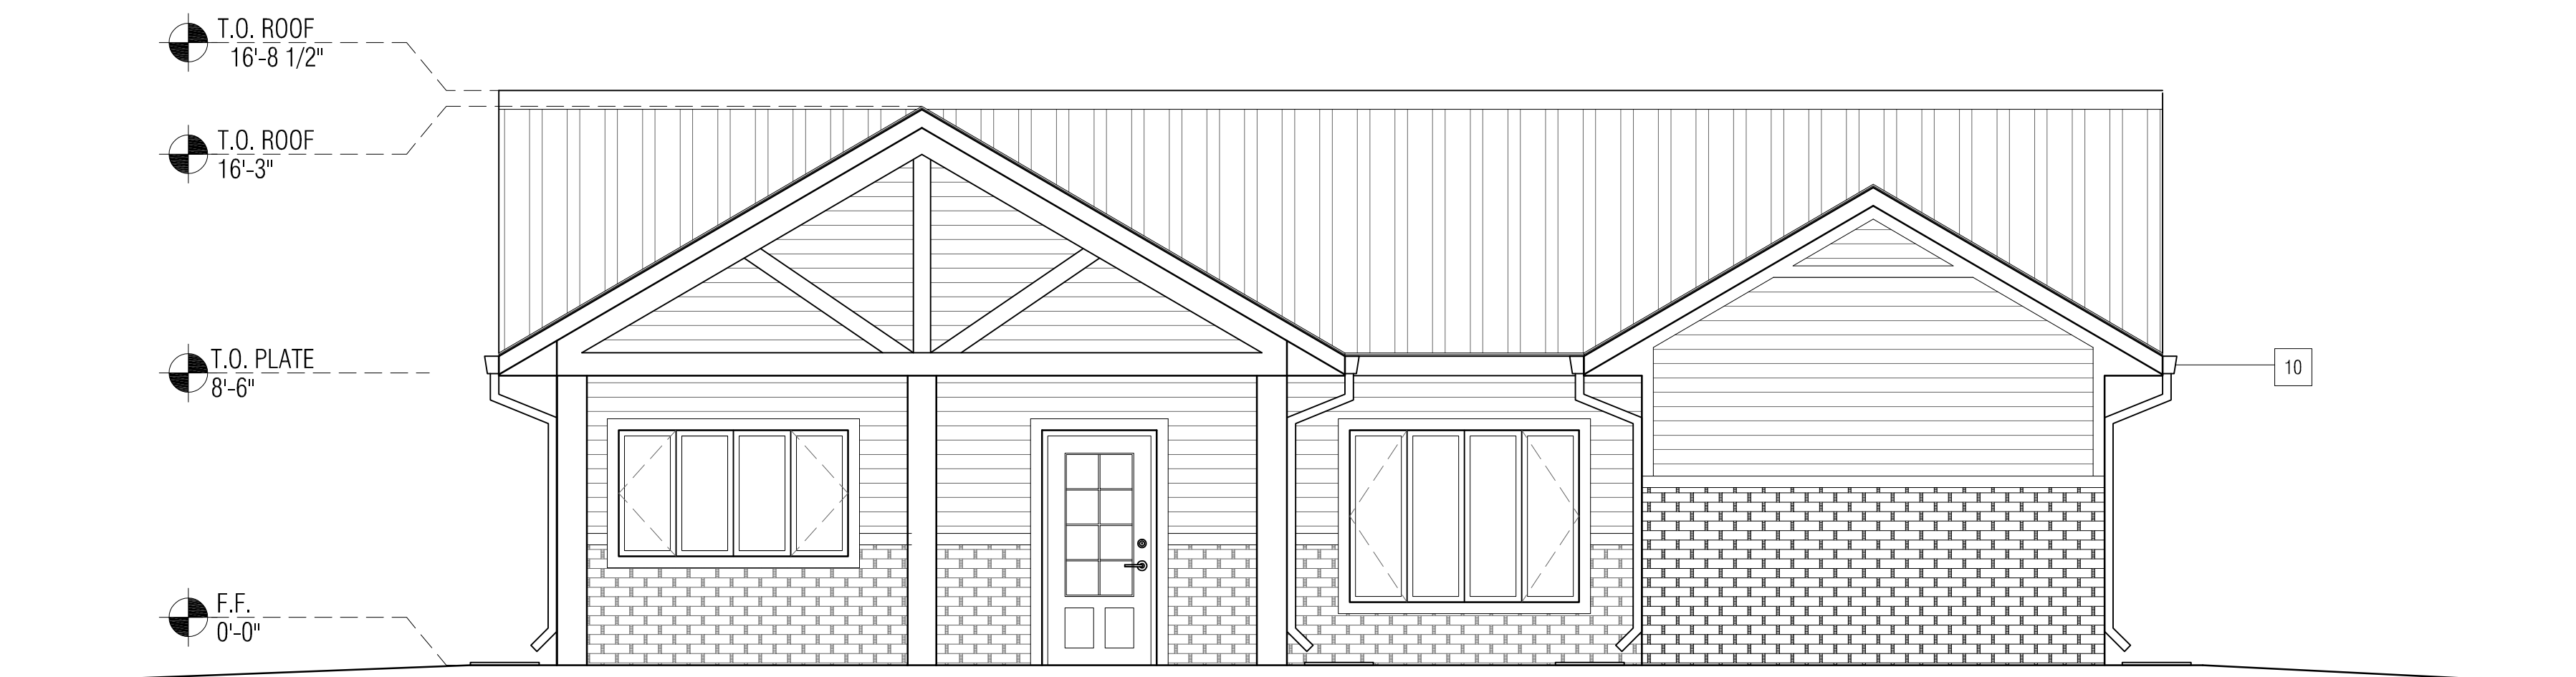 T.O. ROOF
16'-8 1/2"
T.O. ROOF
16'-3"
T.O. PLATE
8'-6"
10
F.F.
0'-0"